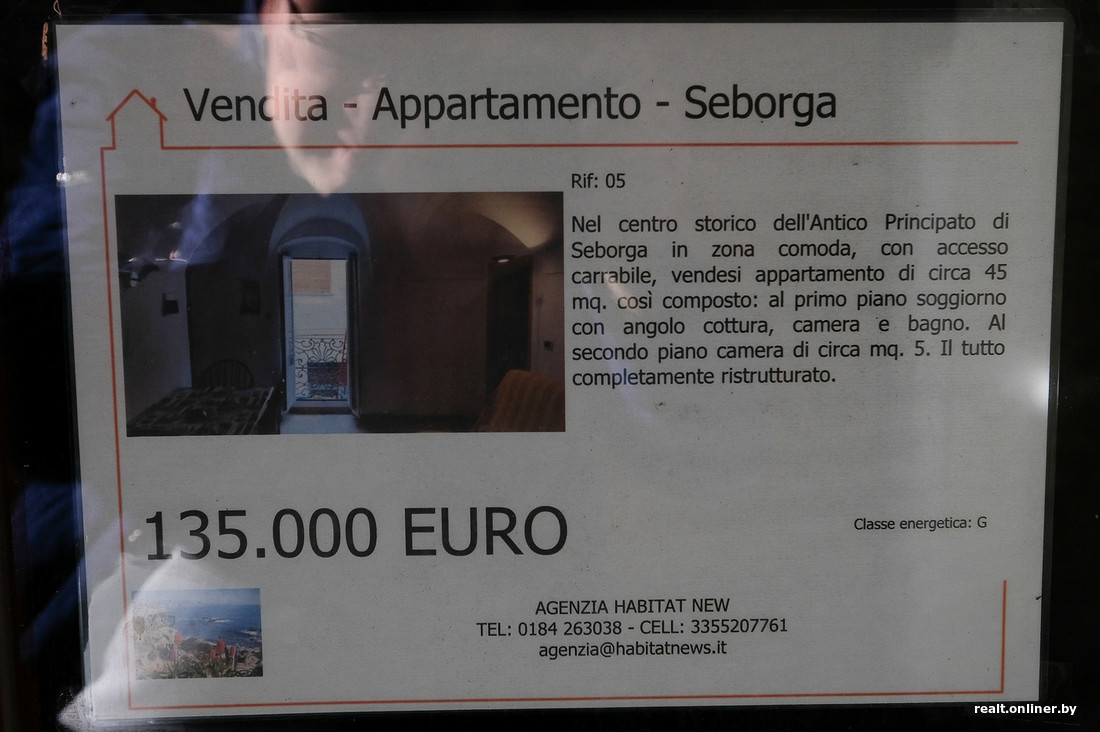 Vendita - Appartamento - Seborga
Rif: 05
Nel centro storico dell'Antico Principato di
Seborga in zona comoda, con accesso
carrabile, vendesi appartamento di circa 45
mq. così composto: al primo piano soggiorno
con angolo cottura, camera e bagno. Al
secondo piano camera di circa mq. 5. Il tutto
completamente ristrutturato.
135.000 EURO
Classe energetica: G
AGENZIA HABITAT NEW
TEL: 0184 263038 - CELL: 3355207761
agenzia@habitatnews.it
realt.onliner.by